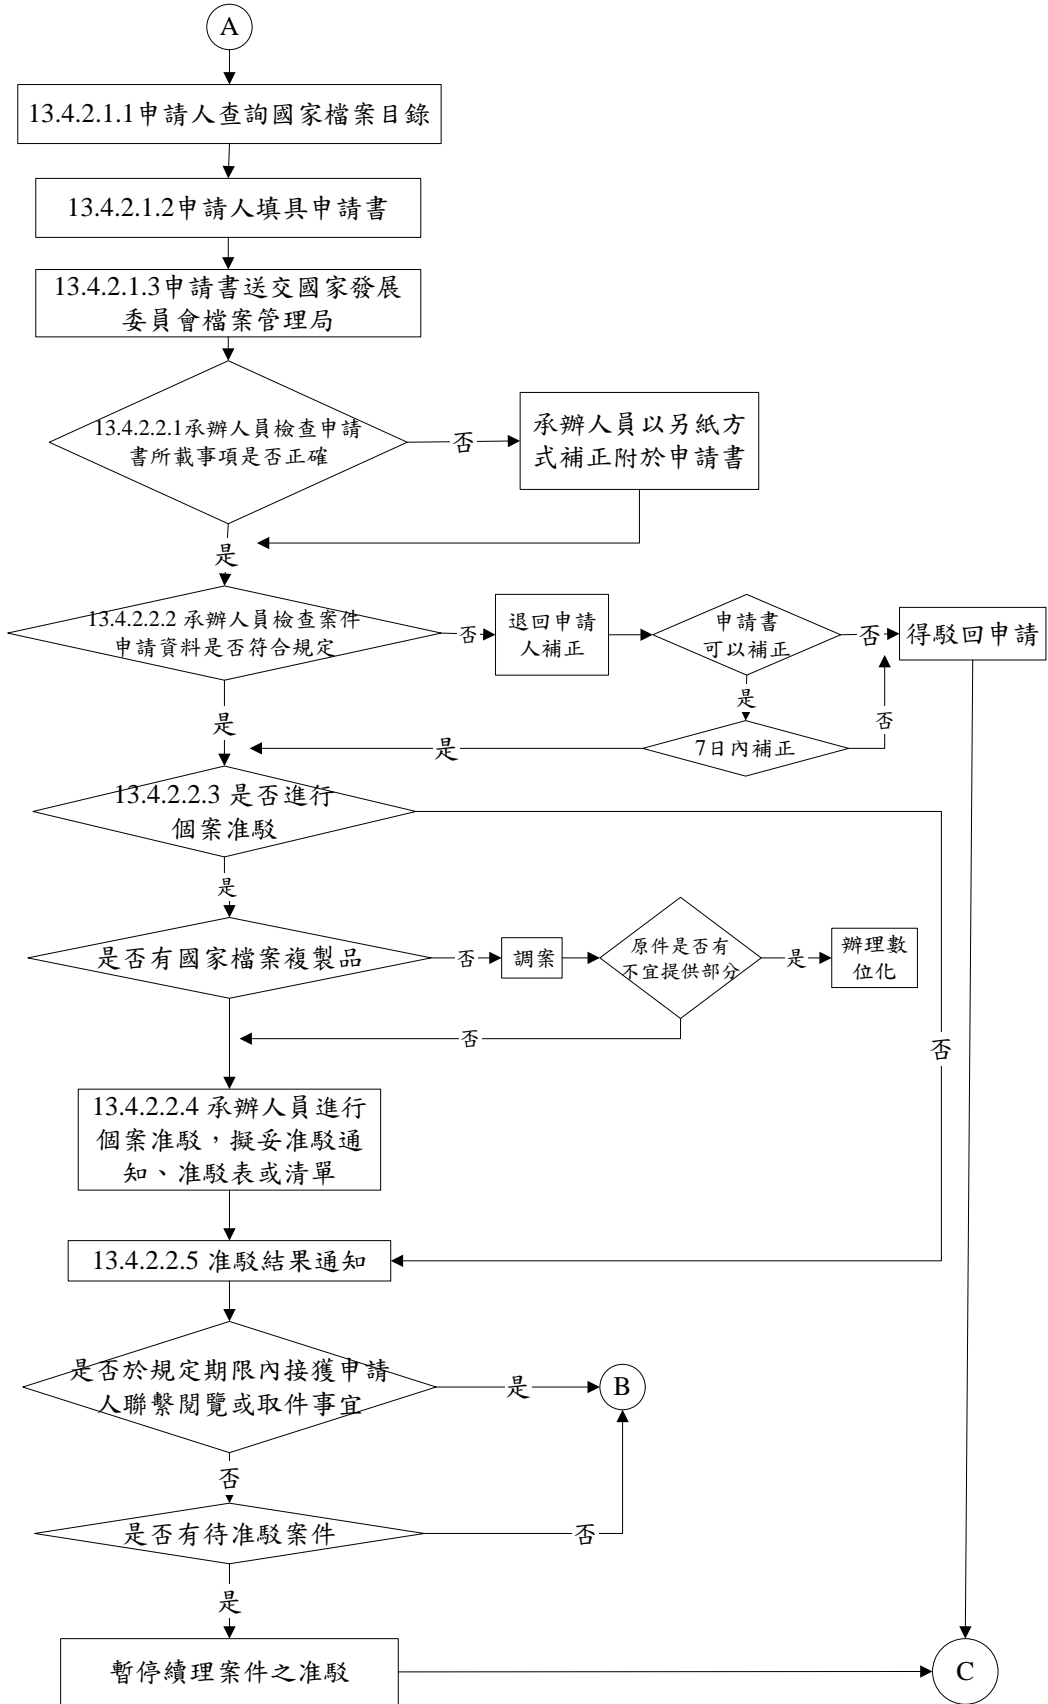 A
13.4.2.1.1申請人查詢國家檔案目錄
13.4.2.1.2申請人填具申請書
13.4.2.1.3申請書送交國家發展
委員會檔案管理局
13.4.2.2.1承辦人員檢查申請
書所載事項是否正確
否
承辦人員以另紙方
式補正附於申請書
是
13.4.2.2.2 承辦人員檢查案件
申請資料是否符合規定
否
退回申請
人補正
申請書
可以補正
否
得駁回申請
是
是
否
7日內補正
是
13.4.2.2.3 是否進行
個案准駁
是
是否有國家檔案複製品
否
調案
原件是否有
不宜提供部分
是
辦理數
位化
否
否
13.4.2.2.4 承辦人員進行
個案准駁，擬妥准駁通
知、准駁表或清單
13.4.2.2.5 准駁結果通知
是否於規定期限內接獲申請
人聯繫閱覽或取件事宜
是
B
否
是否有待准駁案件
否
是
暫停續理案件之准駁
C